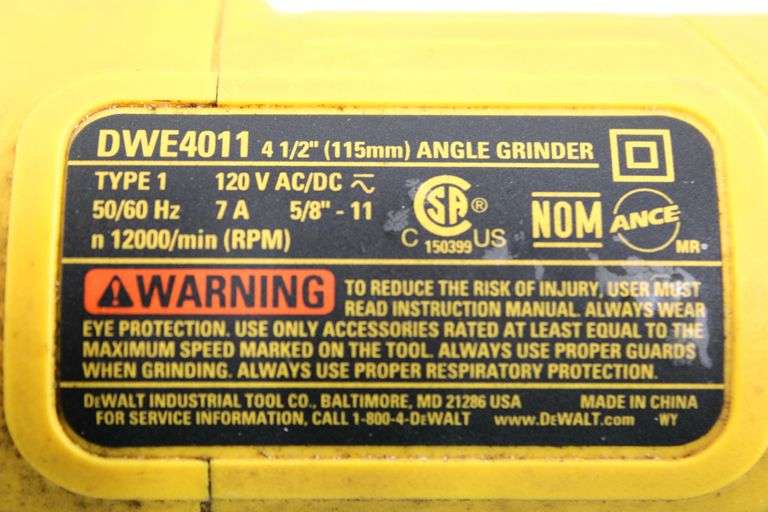 DWE4011 4 1/2" (115mm) ANGLE GRINDER
TYPE 1 120 V AC/DC ⎓∼
50/60 Hz 7 A 5/8" - 11
n 12000/min (RPM)
CSA ®
C 150399 US
NOM
ANCE
MR
WARNING
TO REDUCE THE RISK OF INJURY, USER MUST
READ INSTRUCTION MANUAL. ALWAYS WEAR
EYE PROTECTION. USE ONLY ACCESSORIES RATED AT LEAST EQUAL TO THE
MAXIMUM SPEED MARKED ON THE TOOL. ALWAYS USE PROPER GUARDS
WHEN GRINDING. ALWAYS USE PROPER RESPIRATORY PROTECTION.
DEWALT INDUSTRIAL TOOL CO., BALTIMORE, MD 21286 USA MADE IN CHINA
FOR SERVICE INFORMATION, CALL 1-800-4-DEWALT www.DEWALT.com WY